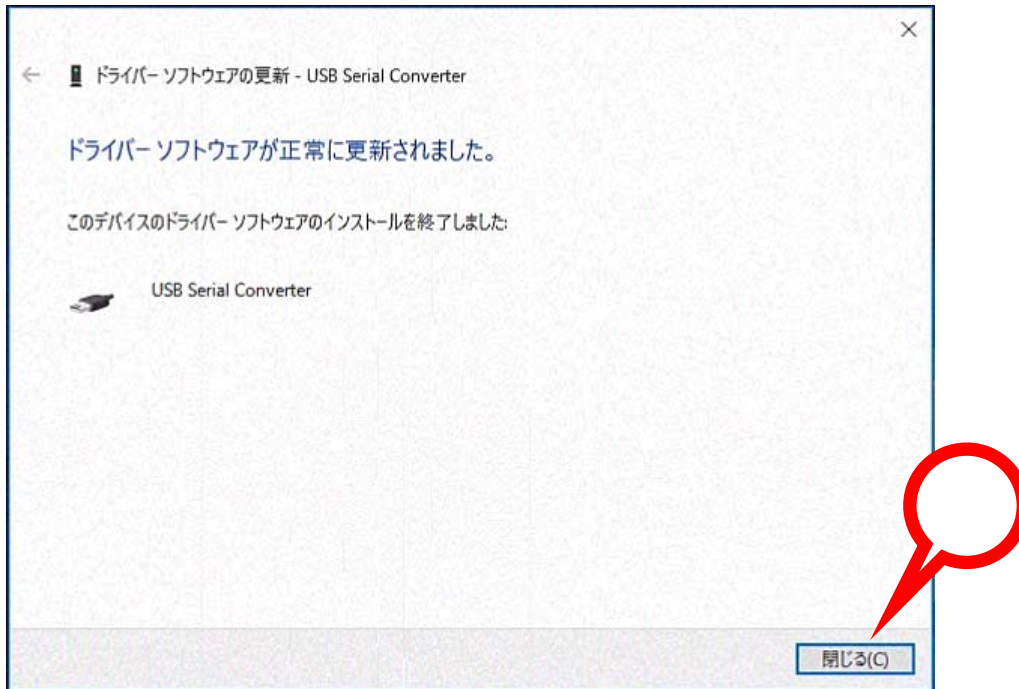 ドライバー ソフトウェアの更新 - USB Serial Converter
ドライバー ソフトウェアが正常に更新されました。
このデバイスのドライバー ソフトウェアのインストールを終了しました:
USB Serial Converter
閉じる(C)